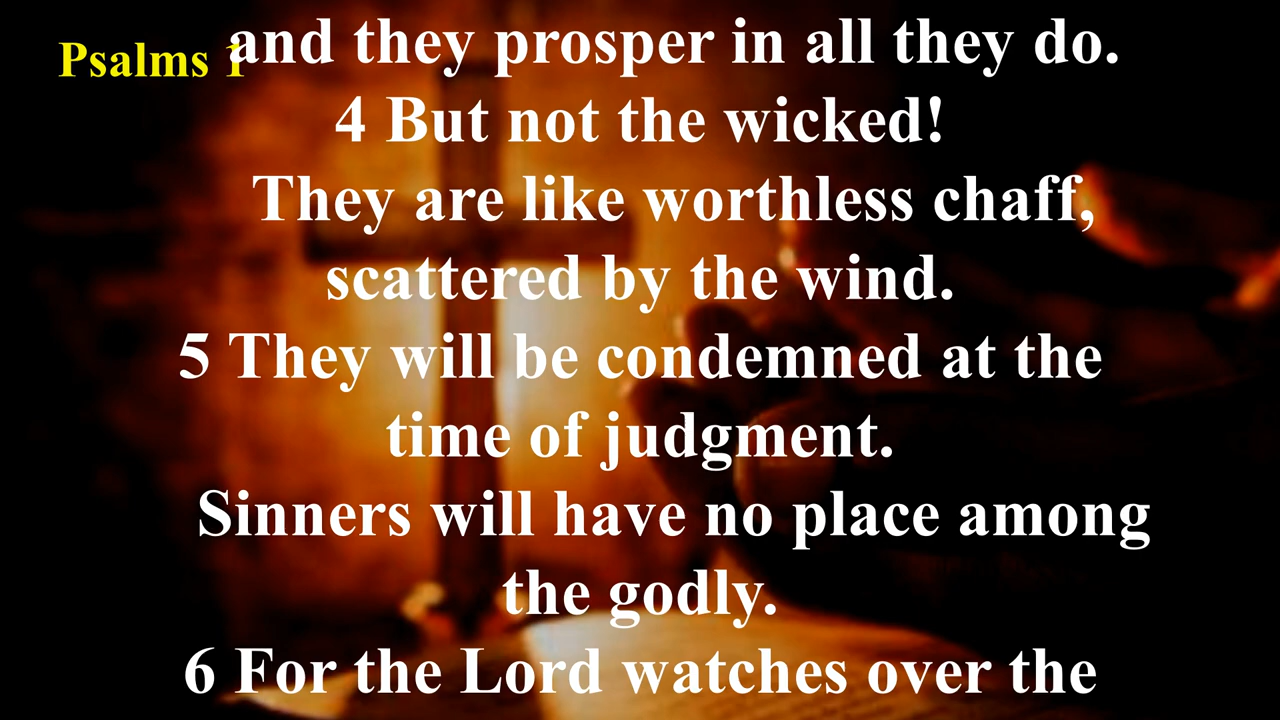 Psalms 1
and they prosper in all they do.
4 But not the wicked!
They are like worthless chaff,
scattered by the wind.
5 They will be condemned at the
time of judgment.
Sinners will have no place among
the godly.
6 For the Lord watches over the